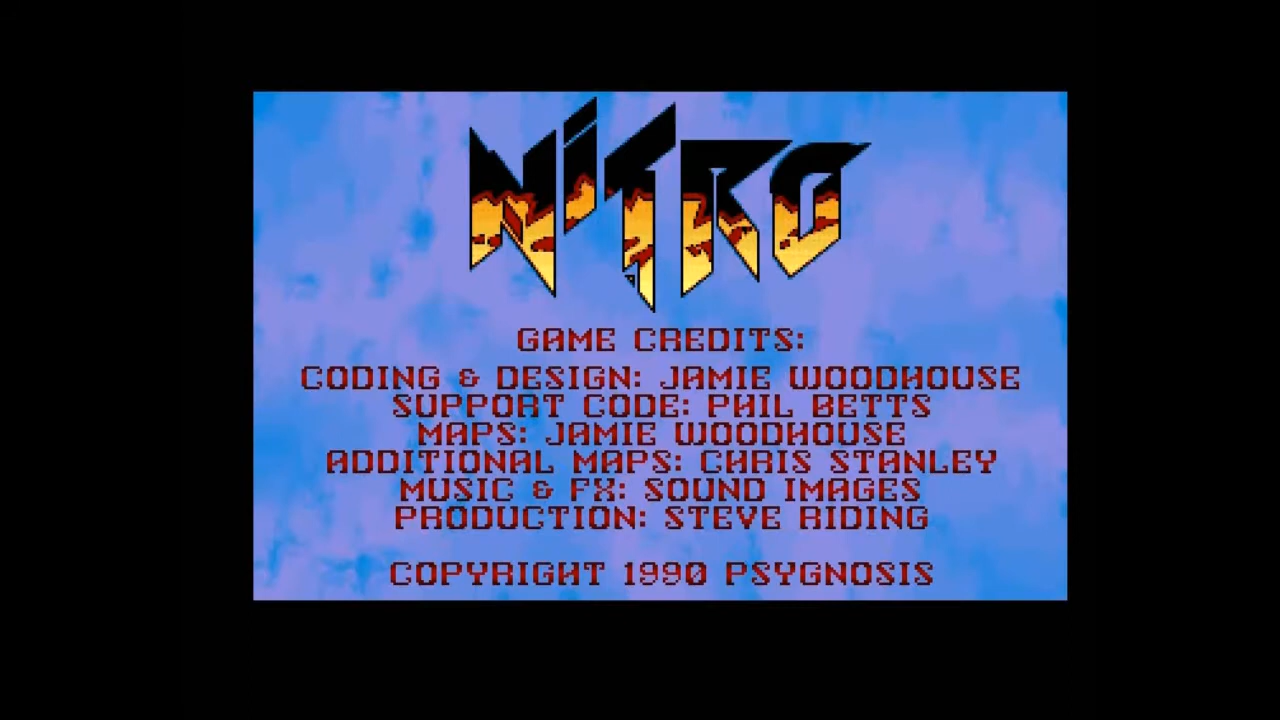 NiTRO
GAME CREDITS:
CODING & DESIGN: JAMIE WOODHOUSE
SUPPORT CODE: PHIL BETTS
MAPS: JAMIE WOODHOUSE
ADDITIONAL MAPS: CHRIS STANLEY
MUSIC & FX: SOUND IMAGES
PRODUCTION: STEVE RIDING
COPYRIGHT 1990 PSYGNOSIS